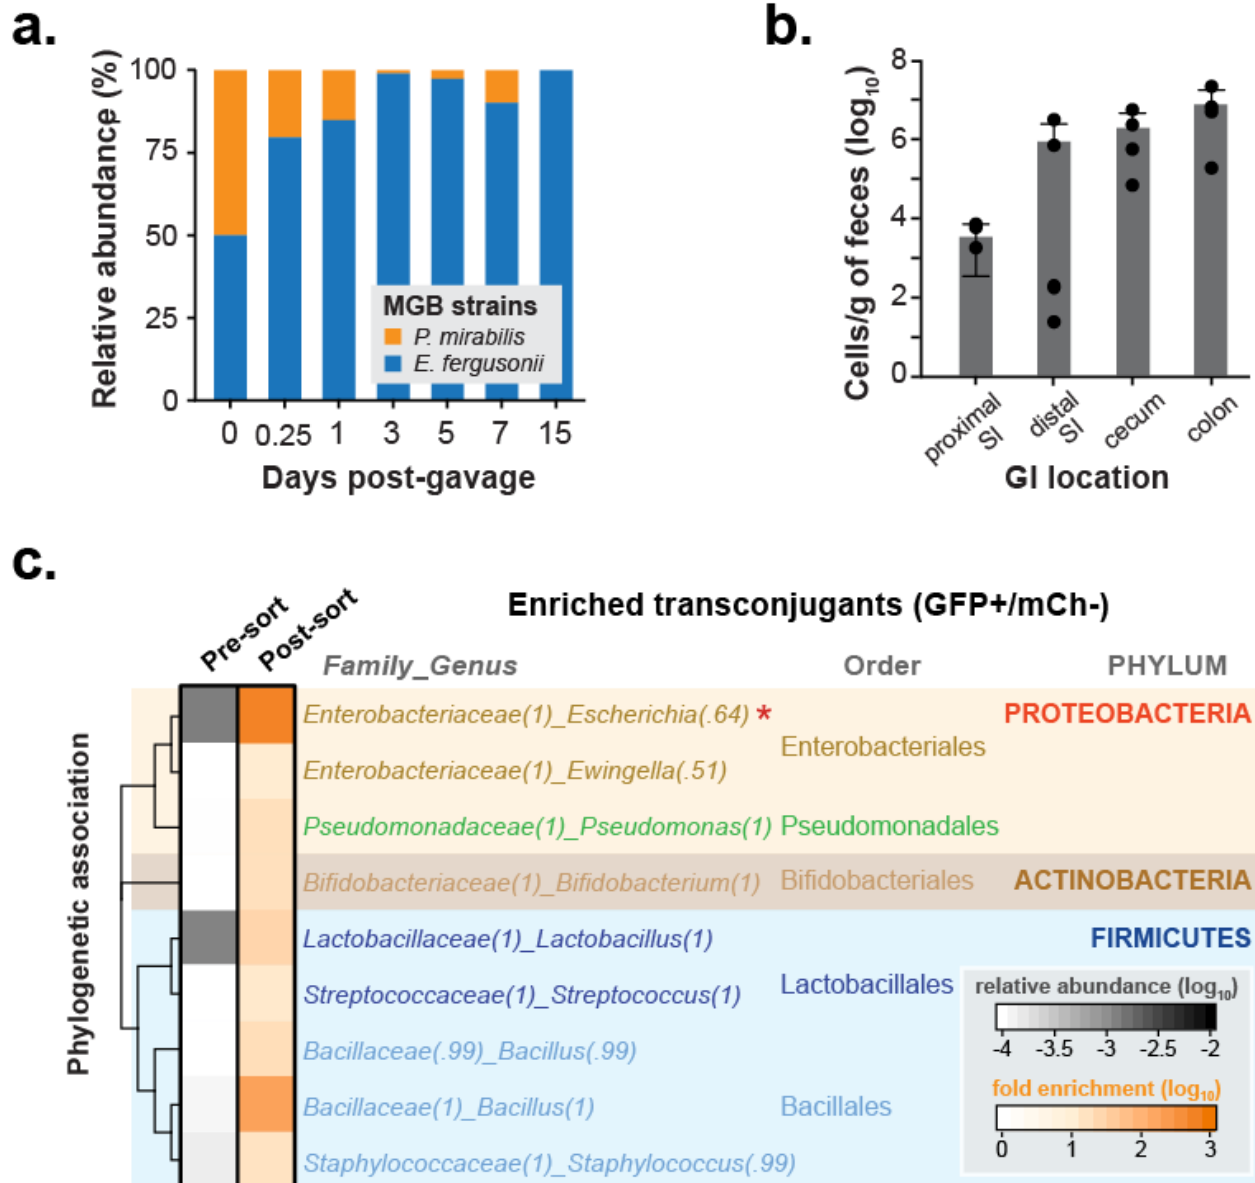 a.
Relative abundance (%)
100
75
50
25
0
MGB strains
P. mirabilis
E. fergusonii
0 0.25 1 3 5 7 15
Days post-gavage
b.
Cells/g of feces (log10)
8
6
4
2
0
proximal SI
distal SI
cecum
colon
GI location
c.
Pre-sort
Post-sort
Enriched transconjugants (GFP+/mCh-)
Family_Genus Order PHYLUM
Phylogenetic association
Enterobacteriaceae(1)_Escherichia(.64) * PROTEOBACTERIA
Enterobacteriales
Enterobacteriaceae(1)_Ewingella(.51)
Pseudomonadaceae(1)_Pseudomonas(1) Pseudomonadales
Bifidobacteriaceae(1)_Bifidobacterium(1) Bifidobacteriales ACTINOBACTERIA
Lactobacillaceae(1)_Lactobacillus(1) FIRMICUTES
Lactobacillales
Streptococcaceae(1)_Streptococcus(1)
Bacillaceae(.99)_Bacillus(.99)
Bacillaceae(1)_Bacillus(1) Bacillales
Staphylococcaceae(1)_Staphylococcus(.99)
relative abundance (log10)
-4 -3.5 -3 -2.5 -2
fold enrichment (log10)
0 1 2 3